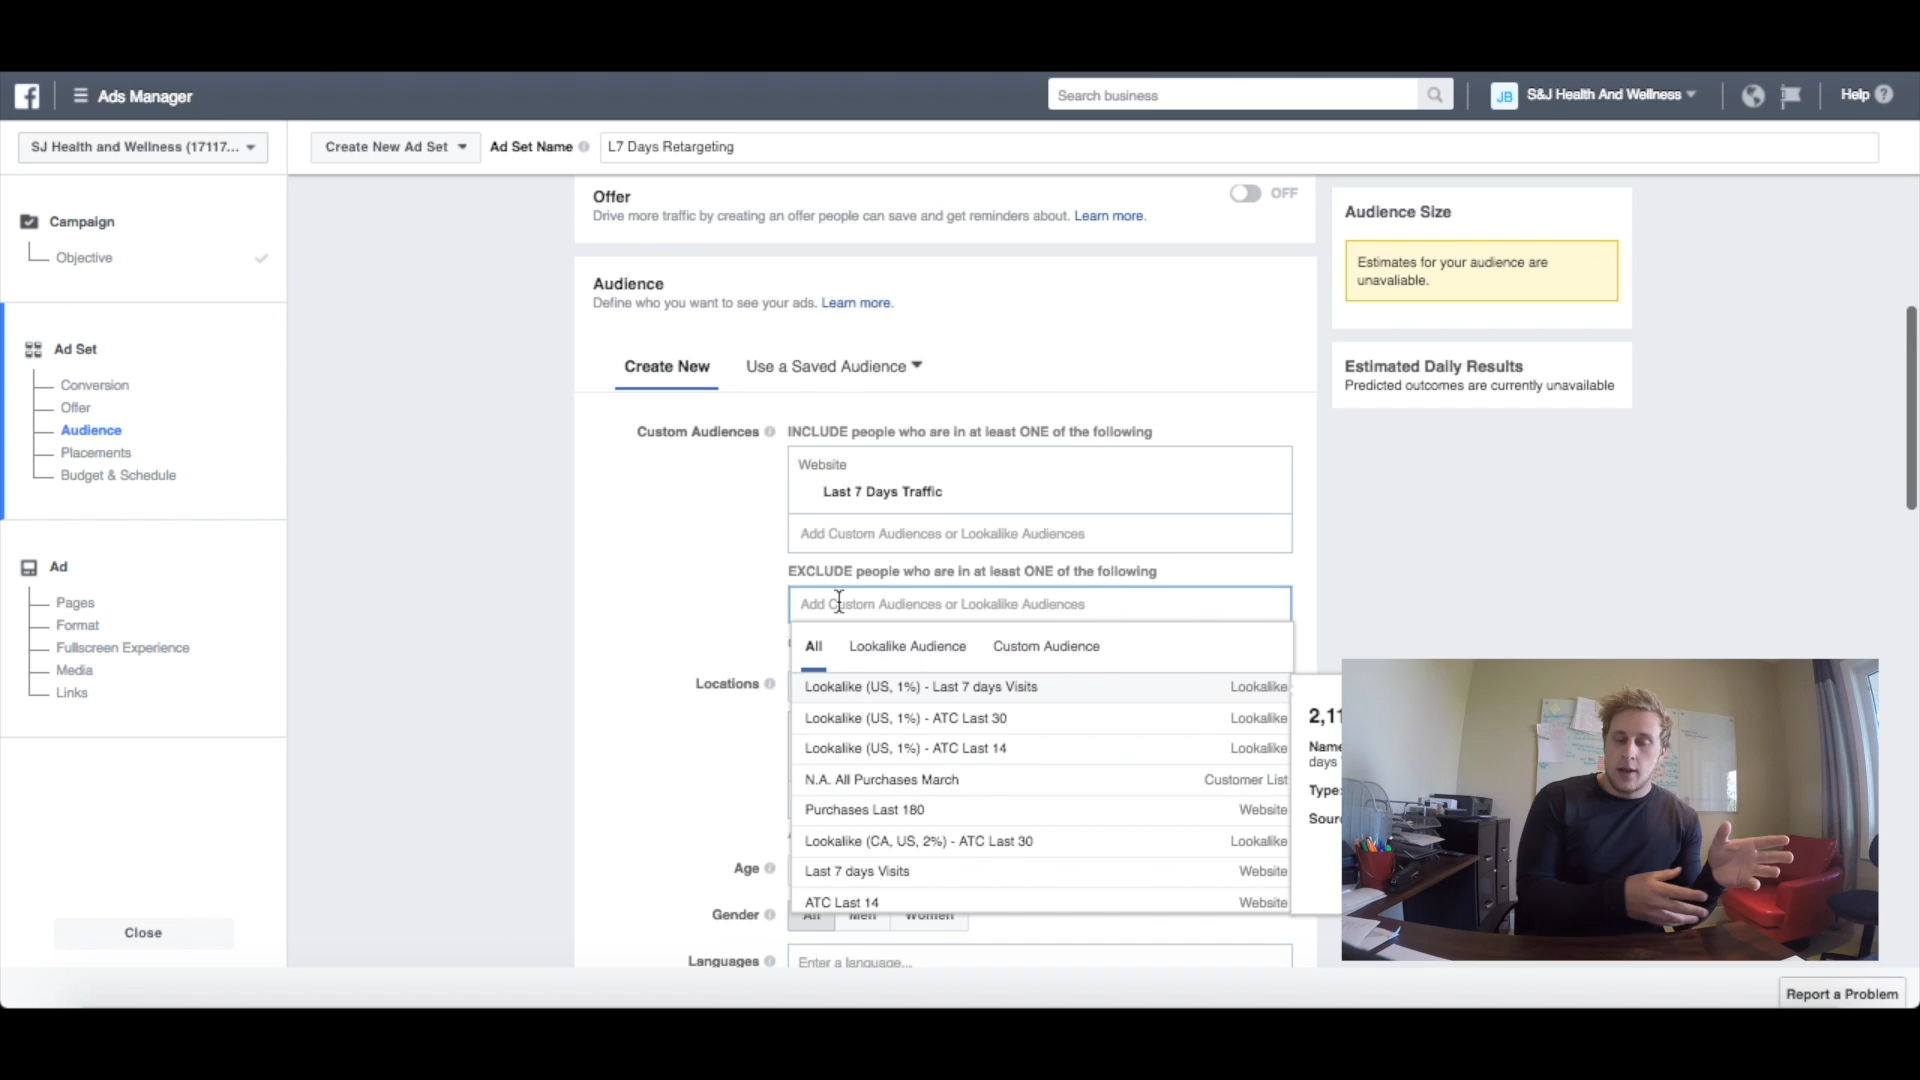 Ads Manager
Search business
JB
S&J Health And Wellness
Help
SJ Health and Wellness (17117...
Create New Ad Set
Ad Set Name
L7 Days Retargeting
Campaign
Objective
Ad Set
Conversion
Offer
Audience
Placements
Budget & Schedule
Ad
Pages
Format
Fullscreen Experience
Media
Links
Close
Offer
OFF
Drive more traffic by creating an offer people can save and get reminders about. Learn more.
Audience
Define who you want to see your ads. Learn more.
Create New
Use a Saved Audience
Custom Audiences
INCLUDE people who are in at least ONE of the following
Website
Last 7 Days Traffic
Add Custom Audiences or Lookalike Audiences
EXCLUDE people who are in at least ONE of the following
Add Custom Audiences or Lookalike Audiences
All
Lookalike Audience
Custom Audience
Locations
Lookalike (US, 1%) - Last 7 days Visits Lookalike
Lookalike (US, 1%) - ATC Last 30 Lookalike
Lookalike (US, 1%) - ATC Last 14 Lookalike
N.A. All Purchases March Customer List
Purchases Last 180 Website
Lookalike (CA, US, 2%) - ATC Last 30 Lookalike
Last 7 days Visits Website
ATC Last 14 Website
2,11
Name
days
Type:
Sour
Age
Gender
All Men Women
Languages
Enter a language...
Audience Size
Estimates for your audience are
unavailable.
Estimated Daily Results
Predicted outcomes are currently unavailable
Report a Problem